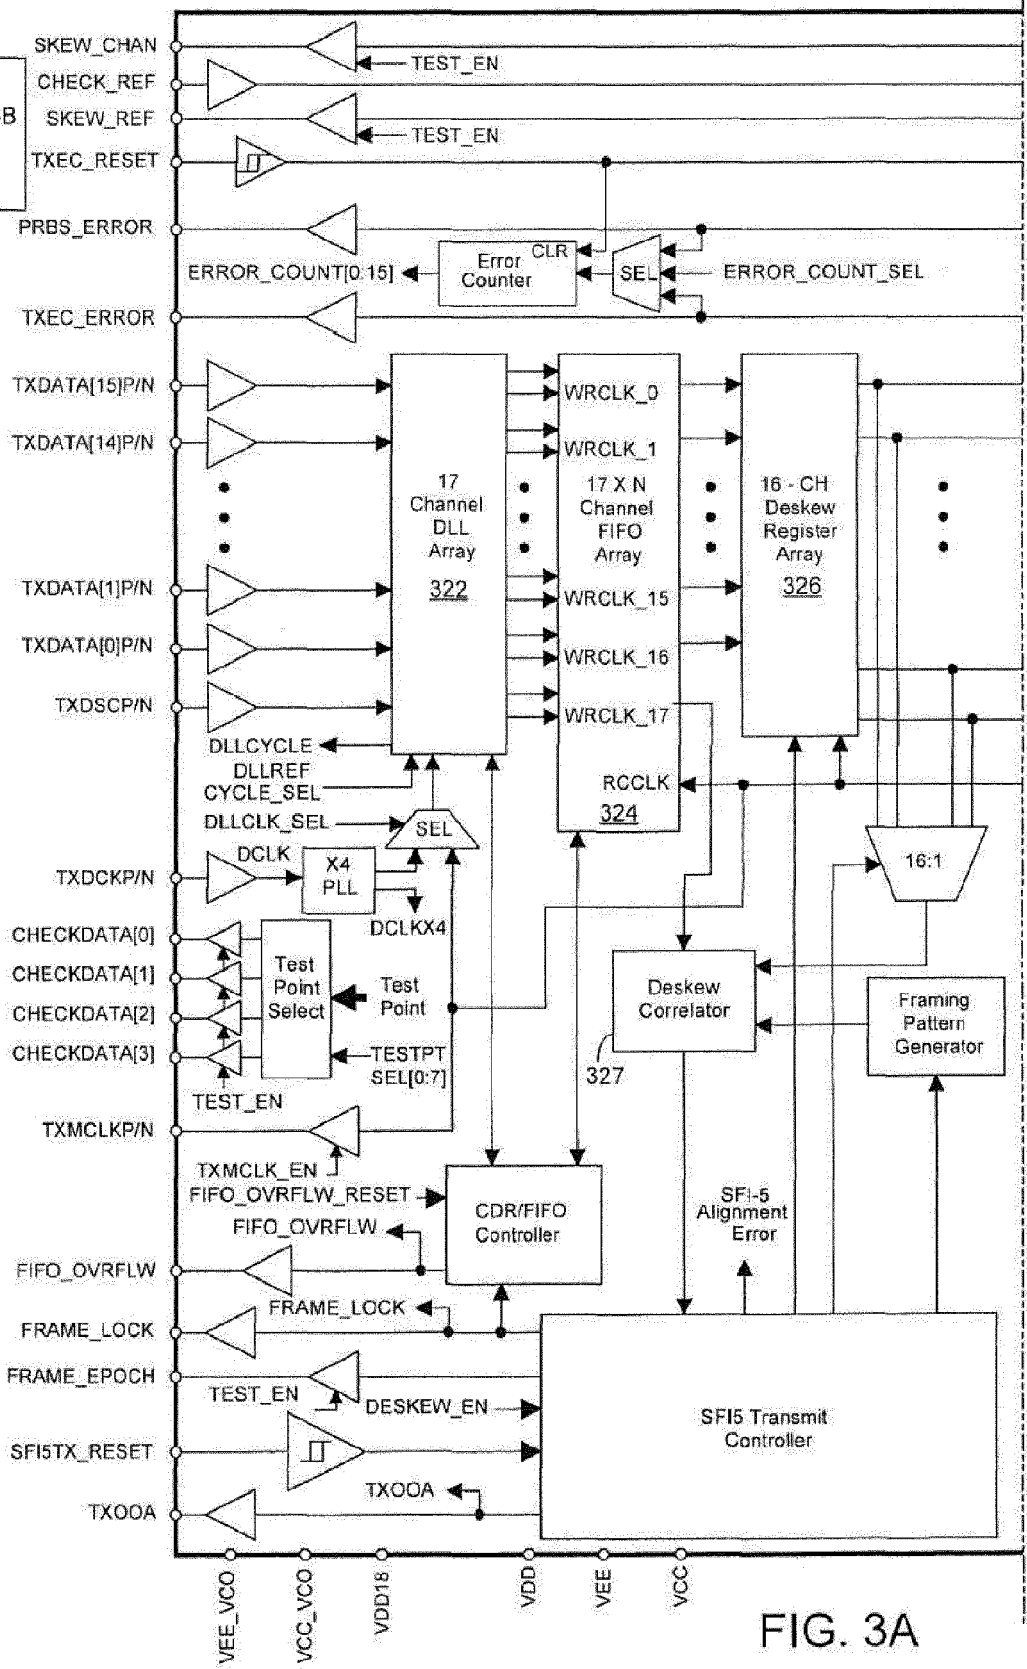 SKEW_CHAN
TEST_EN
CHECK_REF
3B
SKEW_REF
TEST_EN
TXEC_RESET
PRBS_ERROR
CLR
Error
Counter
ERROR_COUNT[0:15]
SEL
ERROR_COUNT_SEL
TXEC_ERROR
TXDATA[15]P/N
TXDATA[14]P/N
TXDATA[1]P/N
TXDATA[0]P/N
TXDSCP/N
17
Channel
DLL
Array
322
WRCLK_0
WRCLK_1
17 X N
Channel
FIFO
Array
WRCLK_15
WRCLK_16
WRCLK_17
RCCLK
324
16 - CH
Deskew
Register
Array
326
DLLCYCLE
DLLREF
CYCLE_SEL
DLLCLK_SEL
SEL
TXDCKP/N
DCLK
X4
PLL
DCLKX4
16:1
CHECKDATA[0]
CHECKDATA[1]
CHECKDATA[2]
CHECKDATA[3]
Test
Point
Select
Test
Point
TESTPT
SEL[0:7]
TEST_EN
Deskew
Correlator
327
Framing
Pattern
Generator
TXMCLKP/N
TXMCLK_EN
FIFO_OVRFLW_RESET
FIFO_OVRFLW
CDR/FIFO
Controller
SFI-5
Alignment
Error
FIFO_OVRFLW
FRAME_LOCK
FRAME_LOCK
FRAME_EPOCH
TEST_EN
DESKEW_EN
SFI5 Transmit
Controller
SFI5TX_RESET
TXOOA
TXOOA
VEE_VCO
VCC_VCO
VDD18
VDD
VEE
VCC
FIG. 3A